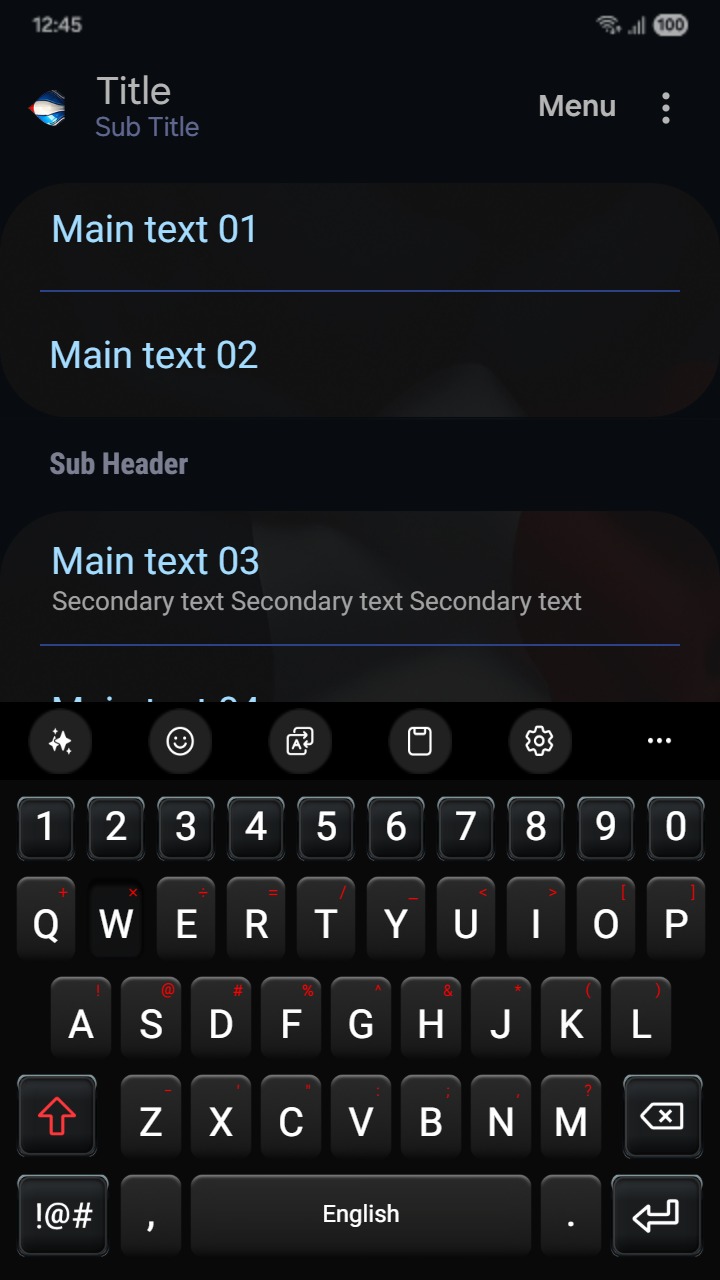 12:45
100
Title
Sub Title
Menu
Main text 01
Main text 02
Sub Header
Main text 03
Secondary text Secondary text Secondary text
1 2 3 4 5 6 7 8 9 0
+ × ÷ = / _ < > [ ]
Q W E R T Y U I O P
! @ # % ^ & * ( )
A S D F G H J K L
- ' " : ; , ?
Z X C V B N M
!@# , English .